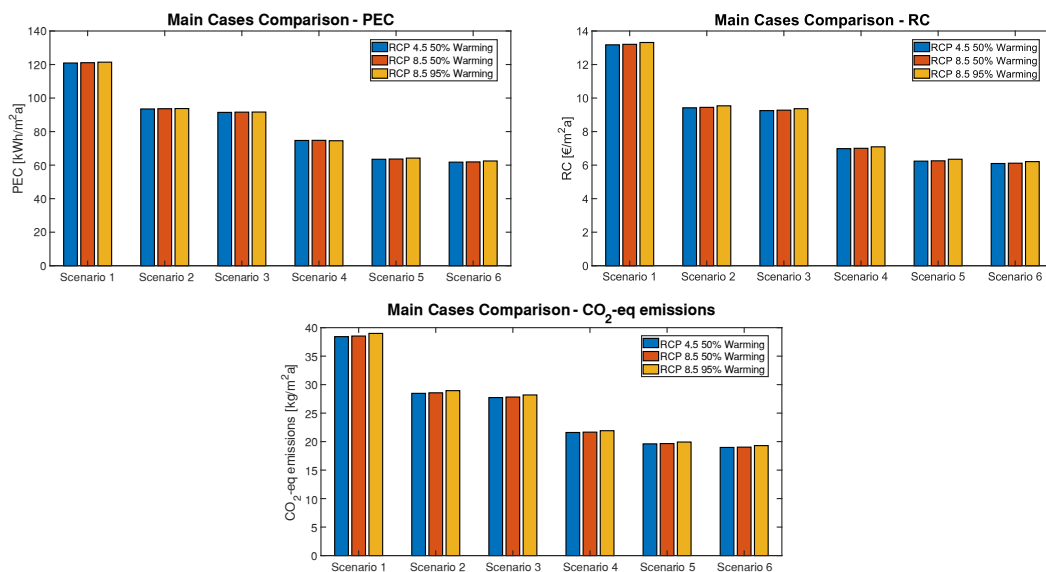 Main Cases Comparison - PEC
PEC [kWh/m²a]
140
120
100
80
60
40
20
0
RCP 4.5 50% Warming
RCP 8.5 50% Warming
RCP 8.5 95% Warming
Scenario 1 Scenario 2 Scenario 3 Scenario 4 Scenario 5 Scenario 6
Main Cases Comparison - RC
RC [€/m²a]
14
12
10
8
6
4
2
0
RCP 4.5 50% Warming
RCP 8.5 50% Warming
RCP 8.5 95% Warming
Scenario 1 Scenario 2 Scenario 3 Scenario 4 Scenario 5 Scenario 6
Main Cases Comparison - CO₂-eq emissions
CO₂-eq emissions [kg/m²a]
40
35
30
25
20
15
10
5
0
RCP 4.5 50% Warming
RCP 8.5 50% Warming
RCP 8.5 95% Warming
Scenario 1 Scenario 2 Scenario 3 Scenario 4 Scenario 5 Scenario 6